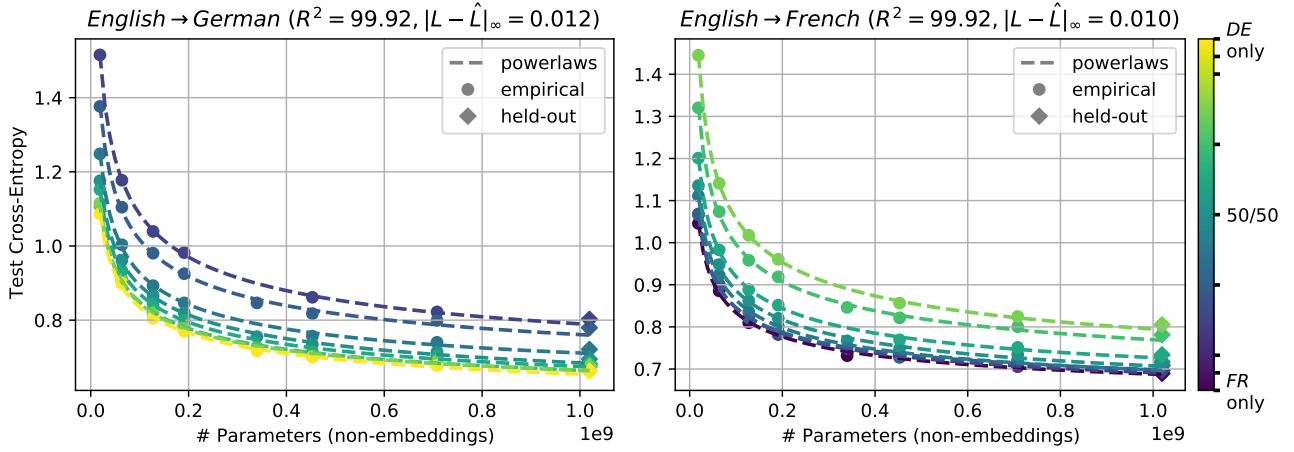 English→German (R² = 99.92, |L − L̂|∞ = 0.012)
English→French (R² = 99.92, |L − L̂|∞ = 0.010)
Test Cross-Entropy
1.4
1.2
1.0
0.8
powerlaws
empirical
held-out
0.0
0.2
0.4
0.6
0.8
1.0
1e9
# Parameters (non-embeddings)
1.4
1.3
1.2
1.1
1.0
0.9
0.8
0.7
powerlaws
empirical
held-out
0.0
0.2
0.4
0.6
0.8
1.0
1e9
# Parameters (non-embeddings)
DE
only
50/50
FR
only